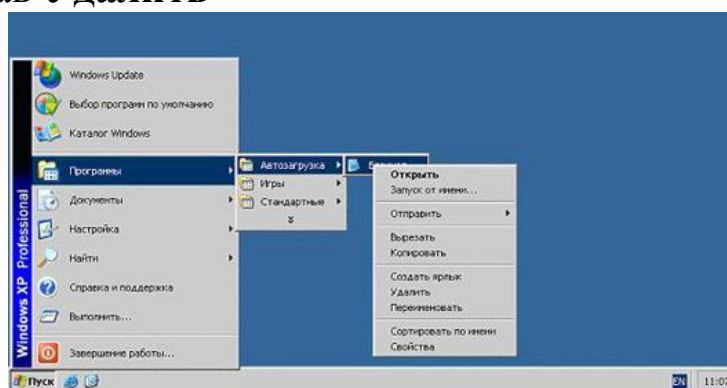 Удалить
Windows Update
Выбор программ по умолчанию
Каталог Windows
Программы
Документы
Настройка
Найти
Справка и поддержка
Выполнить...
Завершение работы...
Windows XP Professional
Автозагрузка
Игры
Стандартные
Открыть
Запуск от имени...
Отправить
Вырезать
Копировать
Создать ярлык
Удалить
Переименовать
Сортировать по имени
Свойства
Пуск
EN